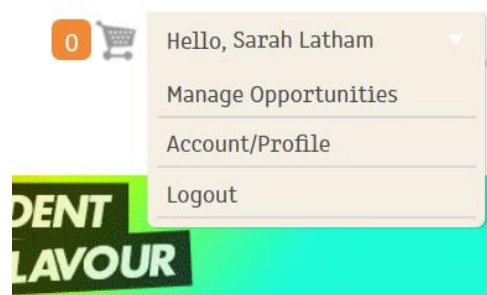 0
Hello, Sarah Latham
Manage Opportunities
Account/Profile
Logout
DENT
LAVOUR